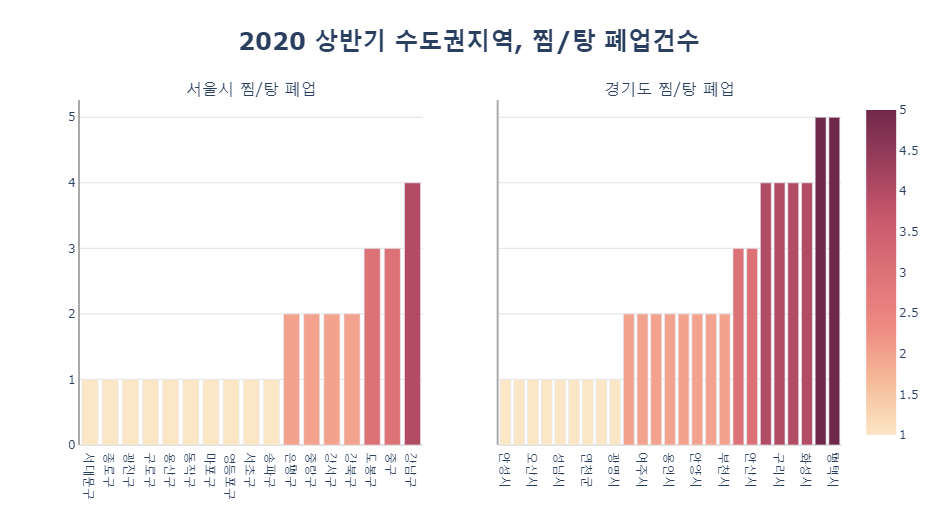 2020 상반기 수도권지역, 찜/탕 폐업건수
서울시 찜/탕 폐업
경기도 찜/탕 폐업
5
4
3
2
1
0
서대문구
종로구
광진구
구로구
용산구
동작구
마포구
영등포구
서초구
송파구
은평구
중랑구
강서구
강북구
도봉구
중구
강남구
안성시
오산시
성남시
연천군
광명시
여주시
용인시
안양시
부천시
안산시
구리시
화성시
평택시
5
4.5
4
3.5
3
2.5
2
1.5
1